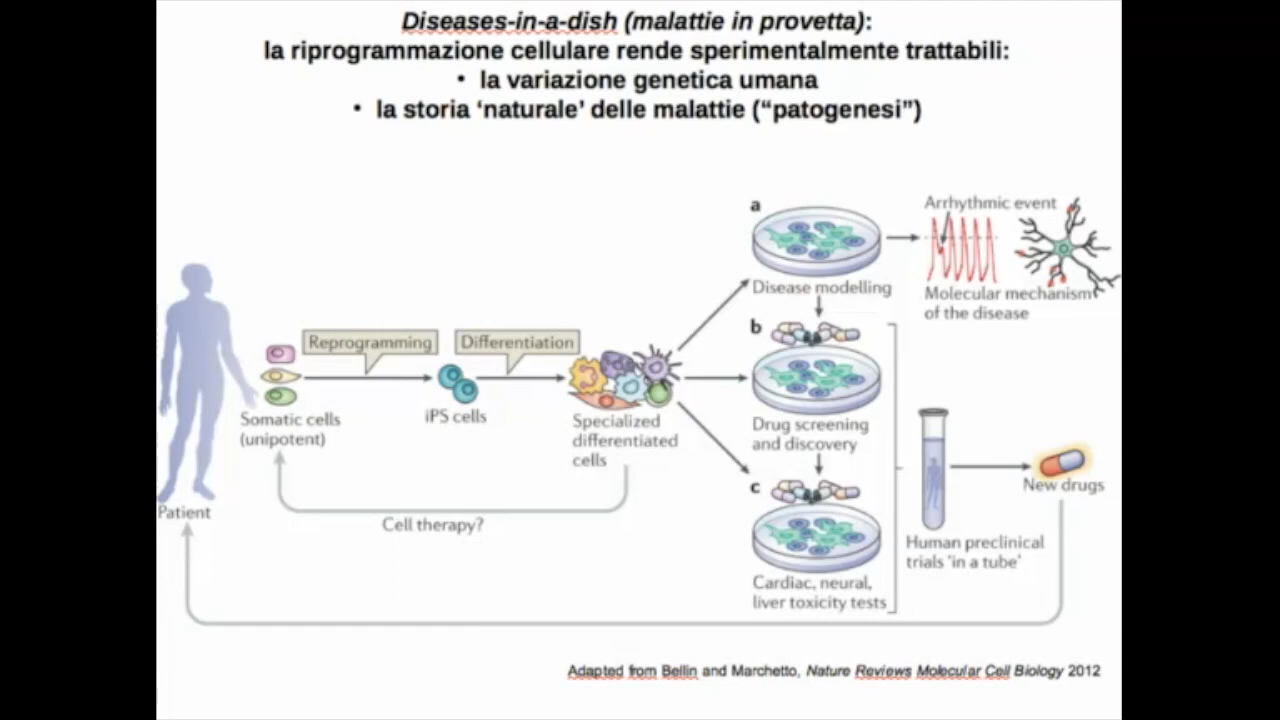 Diseases-in-a-dish (malattie in provetta):
la riprogrammazione cellulare rende sperimentalmente trattabili:
• la variazione genetica umana
• la storia ‘naturale’ delle malattie (“patogenesi”)
a
Arrhythmic event
Disease modelling
Molecular mechanism
of the disease
b
Reprogramming
Differentiation
Somatic cells
(unipotent)
iPS cells
Specialized
differentiated
cells
Drug screening
and discovery
c
New drugs
Patient
Cell therapy?
Human preclinical
trials ‘in a tube’
Cardiac, neural,
liver toxicity tests
Adapted from Bellin and Marchetto, Nature Reviews Molecular Cell Biology 2012